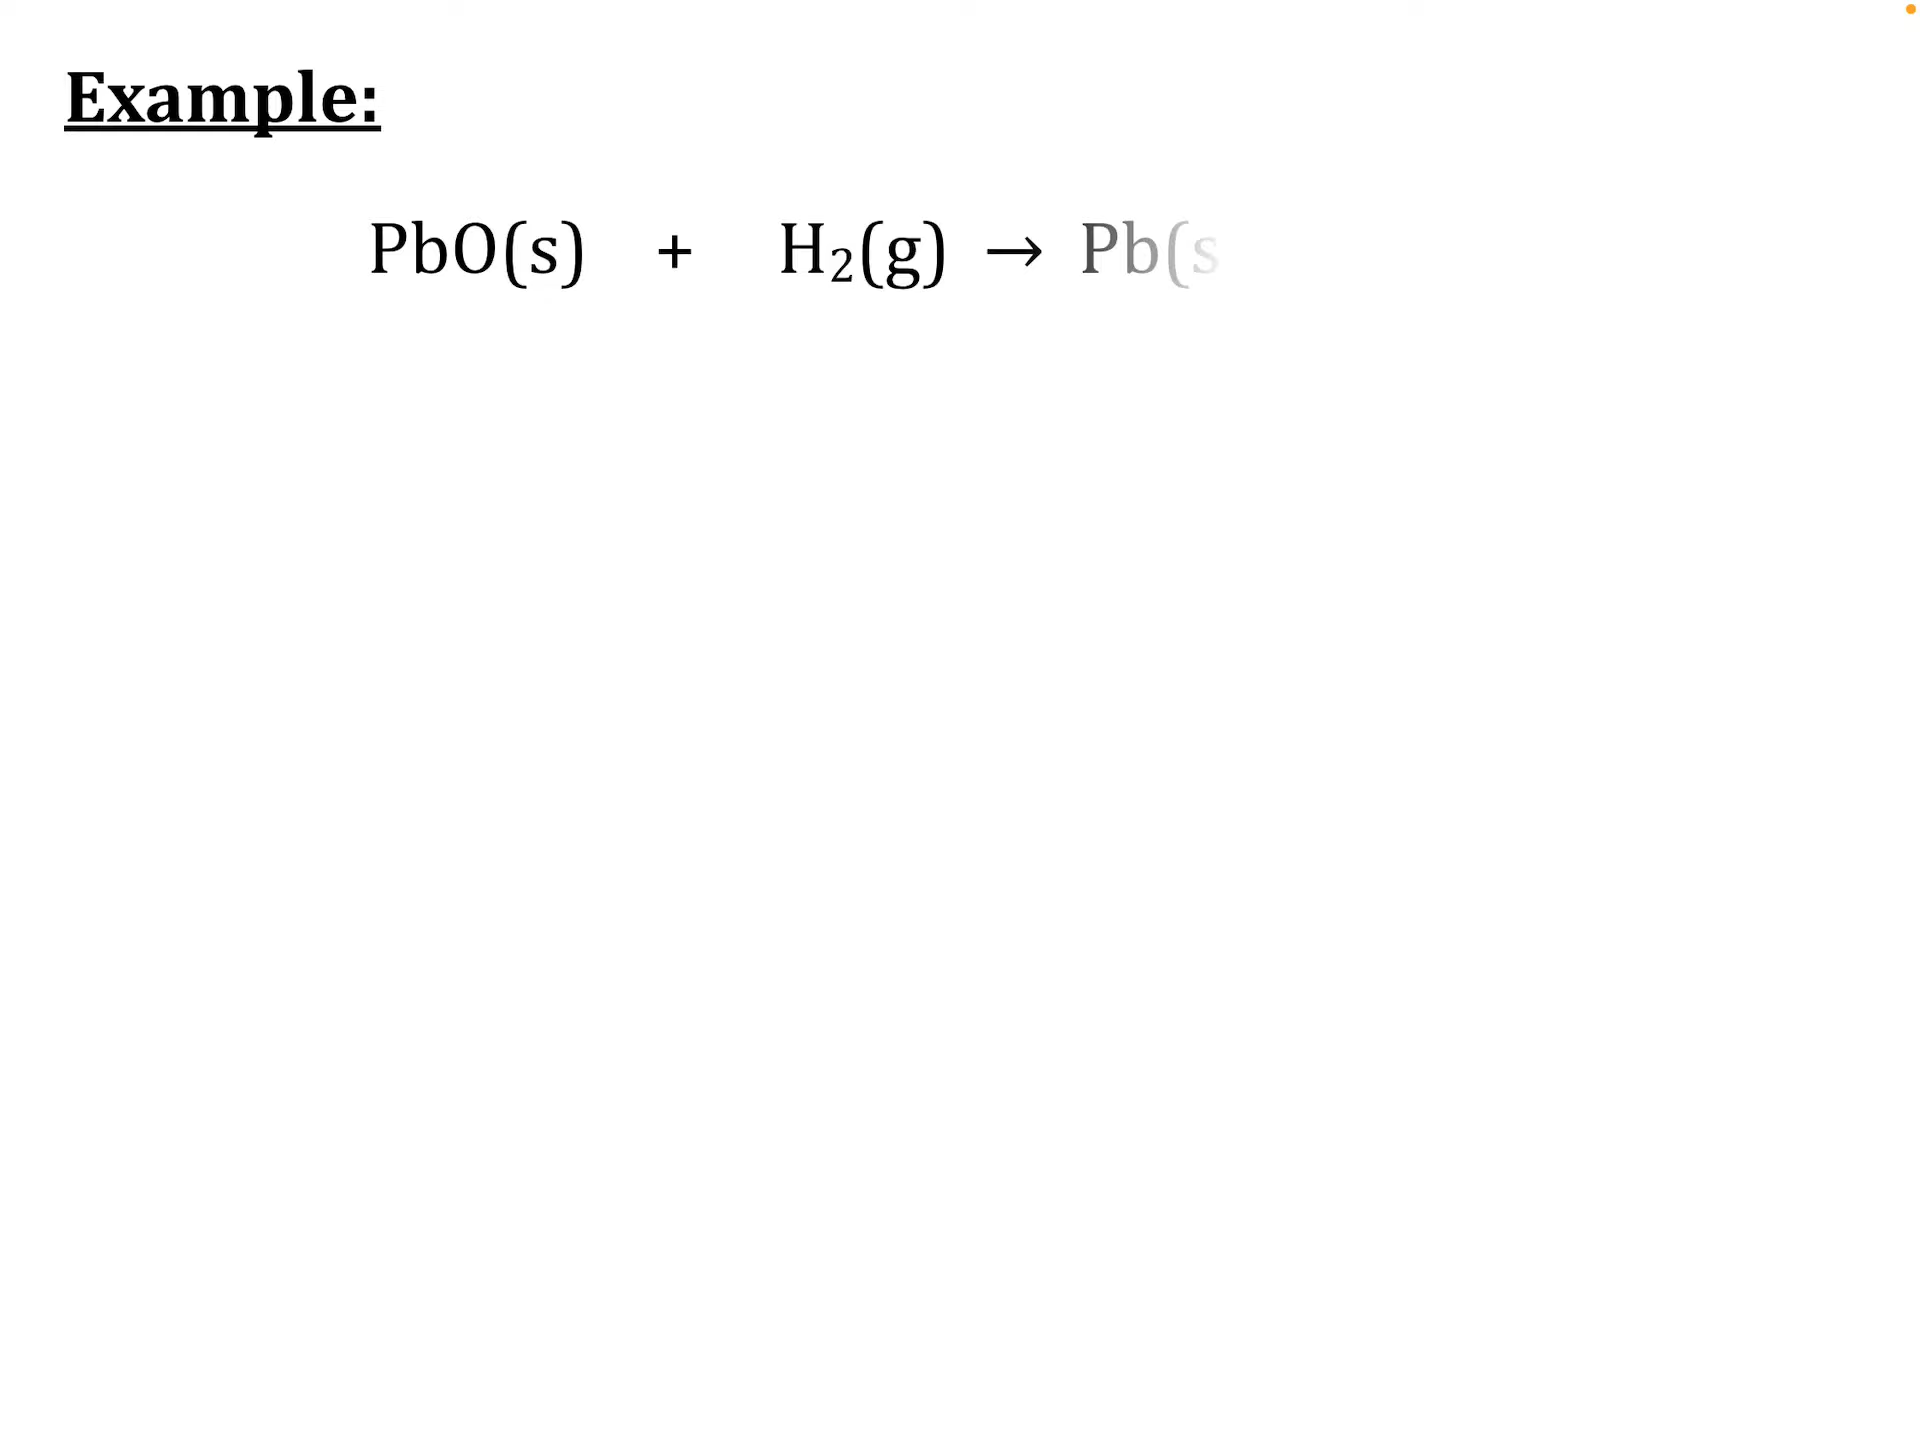 Example:
PbO(s) + H₂(g) → Pb(s